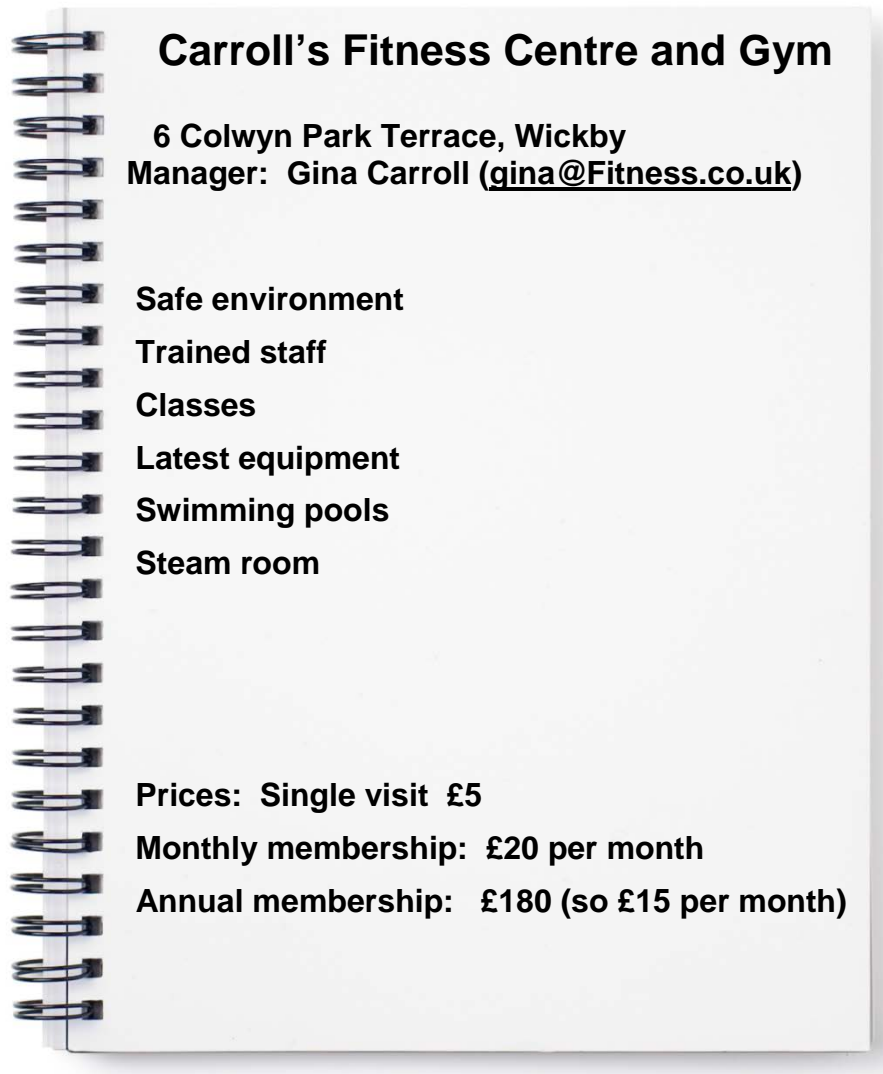 Carroll’s Fitness Centre and Gym
6 Colwyn Park Terrace, Wickby
Manager: Gina Carroll (gina@Fitness.co.uk)
Safe environment
Trained staff
Classes
Latest equipment
Swimming pools
Steam room
Prices: Single visit £5
Monthly membership: £20 per month
Annual membership: £180 (so £15 per month)